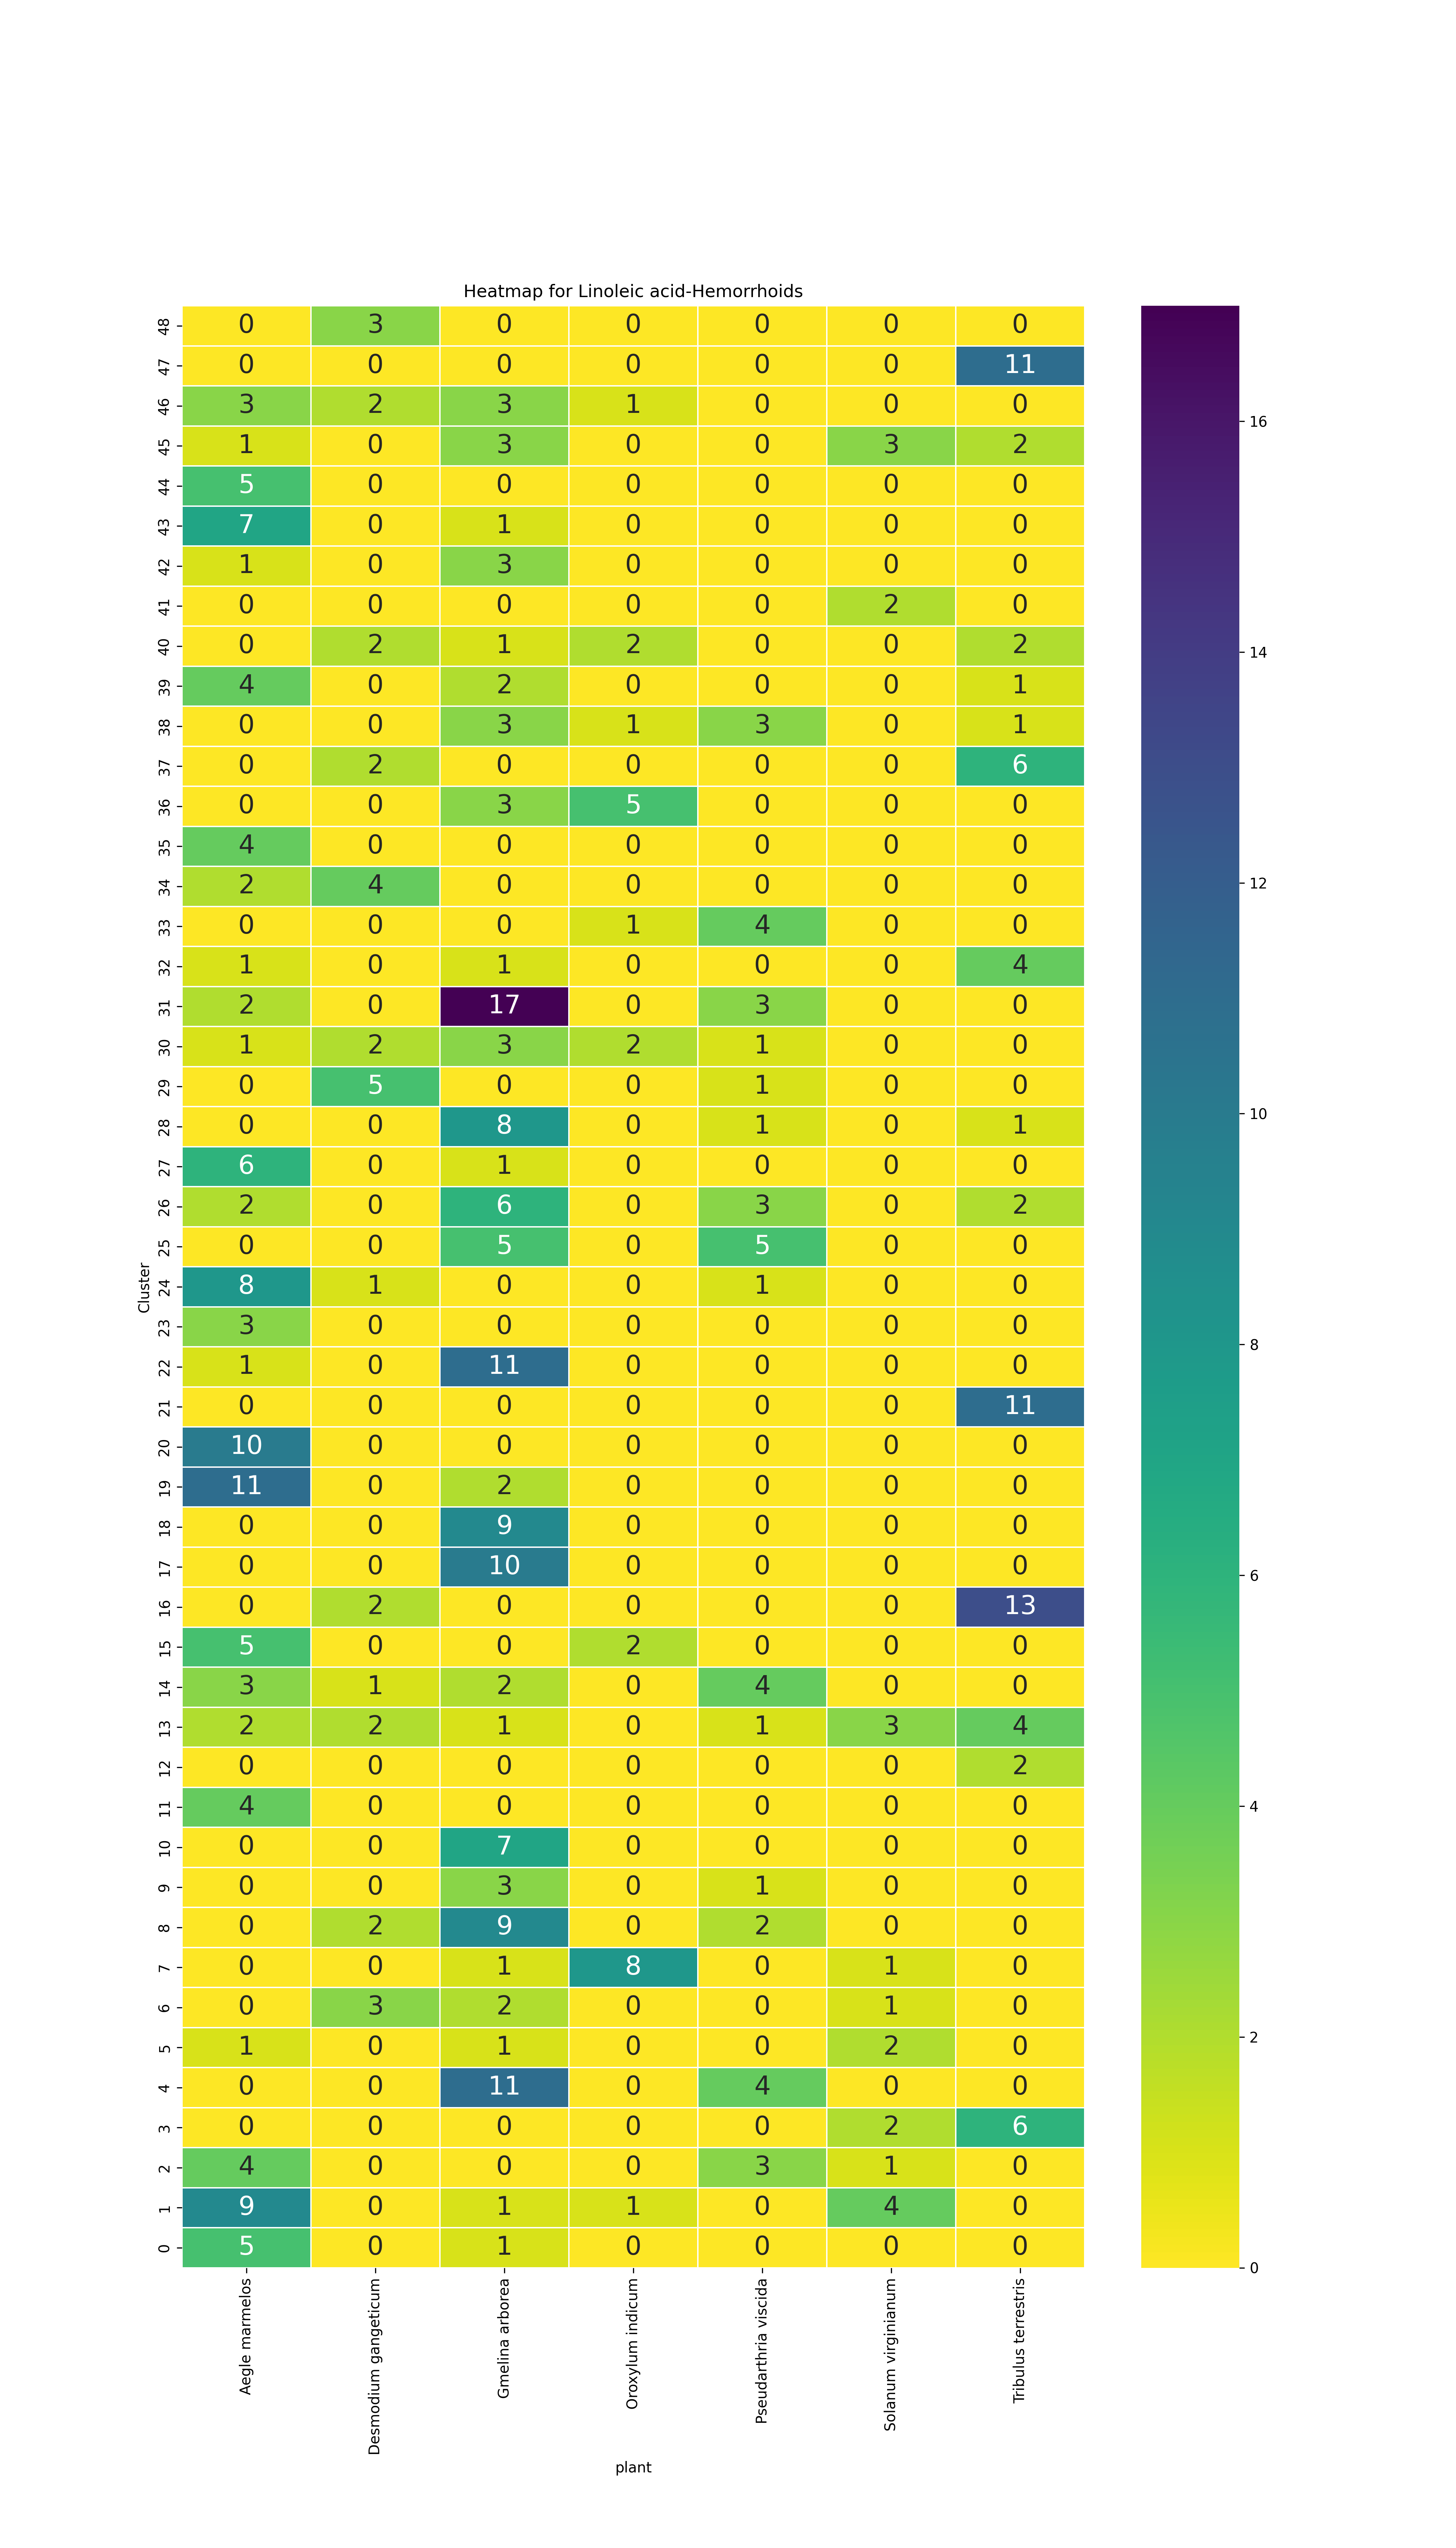 Heatmap for Linoleic acid-Hemorrhoids
48 0 3 0 0 0 0 0
47 0 0 0 0 0 0 11
46 3 2 3 1 0 0 0
45 1 0 3 0 0 3 2
44 5 0 0 0 0 0 0
43 7 0 1 0 0 0 0
42 1 0 3 0 0 0 0
41 0 0 0 0 0 2 0
40 0 2 1 2 0 0 2
39 4 0 2 0 0 0 1
38 0 0 3 1 3 0 1
37 0 2 0 0 0 0 6
36 0 0 3 5 0 0 0
35 4 0 0 0 0 0 0
34 2 4 0 0 0 0 0
33 0 0 0 1 4 0 0
32 1 0 1 0 0 0 4
31 2 0 17 0 3 0 0
30 1 2 3 2 1 0 0
29 0 5 0 0 1 0 0
28 0 0 8 0 1 0 1
27 6 0 1 0 0 0 0
26 2 0 6 0 3 0 2
25 0 0 5 0 5 0 0
24 8 1 0 0 1 0 0
23 3 0 0 0 0 0 0
22 1 0 11 0 0 0 0
21 0 0 0 0 0 0 11
20 10 0 0 0 0 0 0
19 11 0 2 0 0 0 0
18 0 0 9 0 0 0 0
17 0 0 10 0 0 0 0
16 0 2 0 0 0 0 13
15 5 0 0 2 0 0 0
14 3 1 2 0 4 0 0
13 2 2 1 0 1 3 4
12 0 0 0 0 0 0 2
11 4 0 0 0 0 0 0
10 0 0 7 0 0 0 0
9 0 0 3 0 1 0 0
8 0 2 9 0 2 0 0
7 0 0 1 8 0 1 0
6 0 3 2 0 0 1 0
5 1 0 1 0 0 2 0
4 0 0 11 0 4 0 0
3 0 0 0 0 0 2 6
2 4 0 0 0 3 1 0
1 9 0 1 1 0 4 0
0 5 0 1 0 0 0 0
Cluster
Aegle marmelos
Desmodium gangeticum
Gmelina arborea
Oroxylum indicum
Pseudarthria viscida
Solanum virginianum
Tribulus terrestris
plant
16
14
12
10
8
6
4
2
0